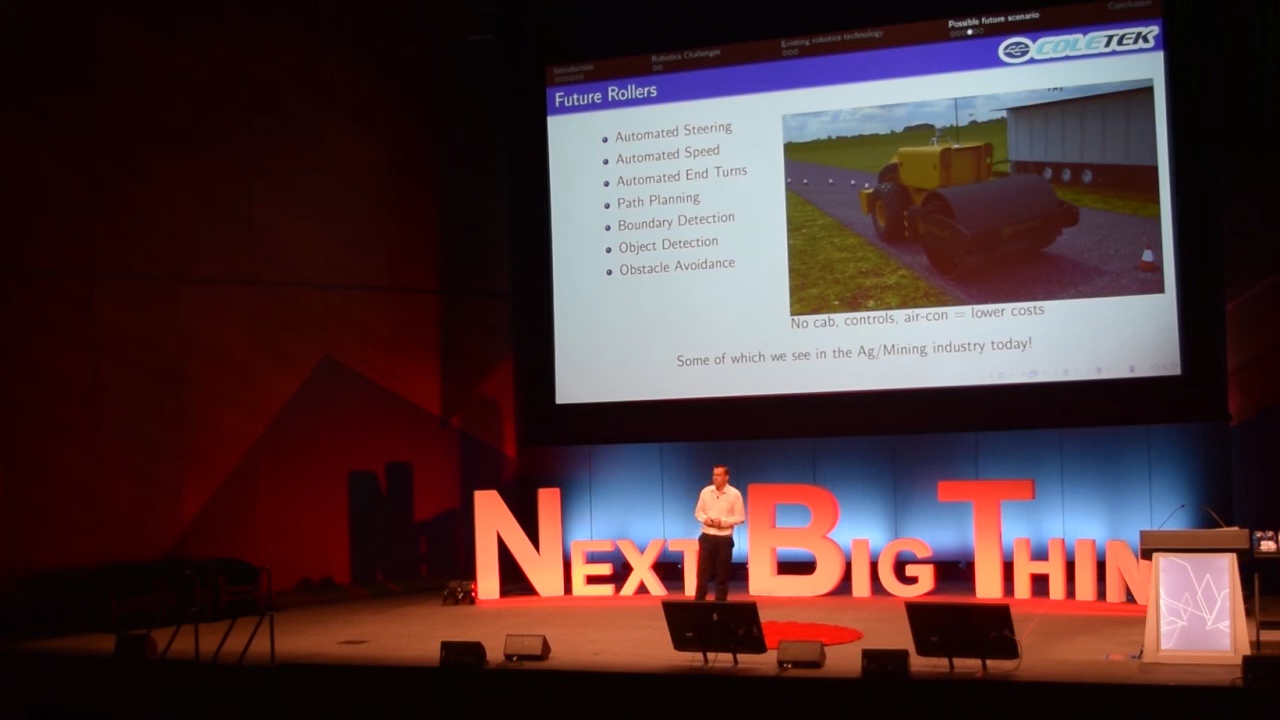 Introduction
Robotics Challenges
Existing robotics technology
Possible future scenario
Conclusion
COLETEK
Future Rollers
Automated Steering
Automated Speed
Automated End Turns
Path Planning
Boundary Detection
Object Detection
Obstacle Avoidance
No cab, controls, air-con = lower costs
Some of which we see in the Ag/Mining industry today!
NEXT BIG THIN